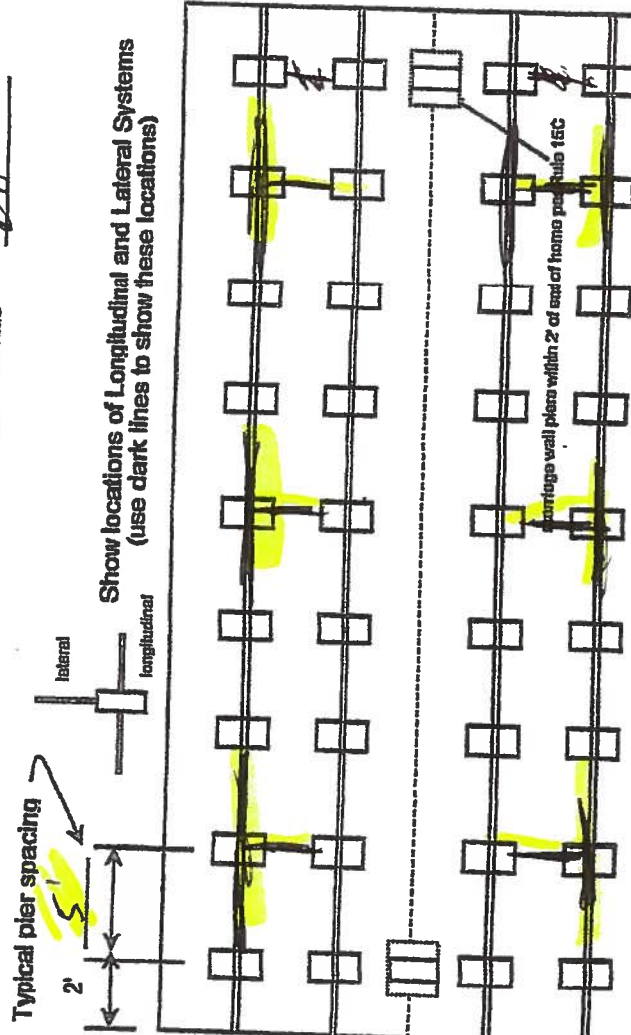 Typical pier spacing
5'
2'
lateral
longitudinal
Show locations of Longitudinal and Lateral Systems
(use dark lines to show these locations)
marriage wall piers within 2' of end of home per Rule 15C